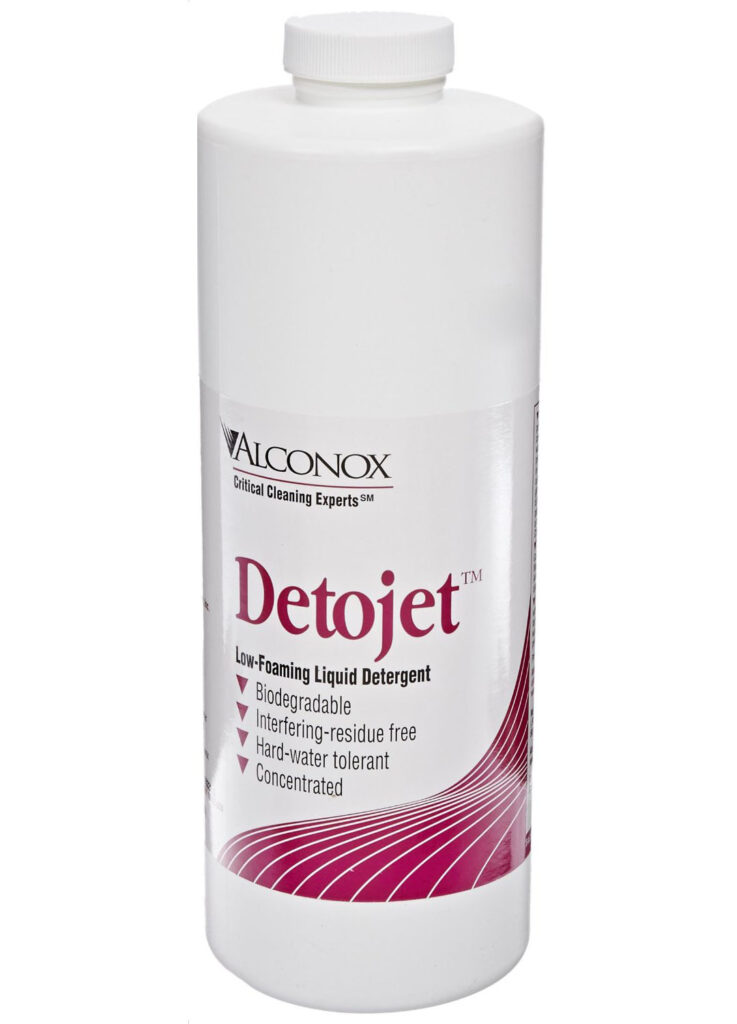 ALCONOX
Critical Cleaning Experts℠
Detojet™
Low-Foaming Liquid Detergent
Biodegradable
Interfering-residue free
Hard-water tolerant
Concentrated